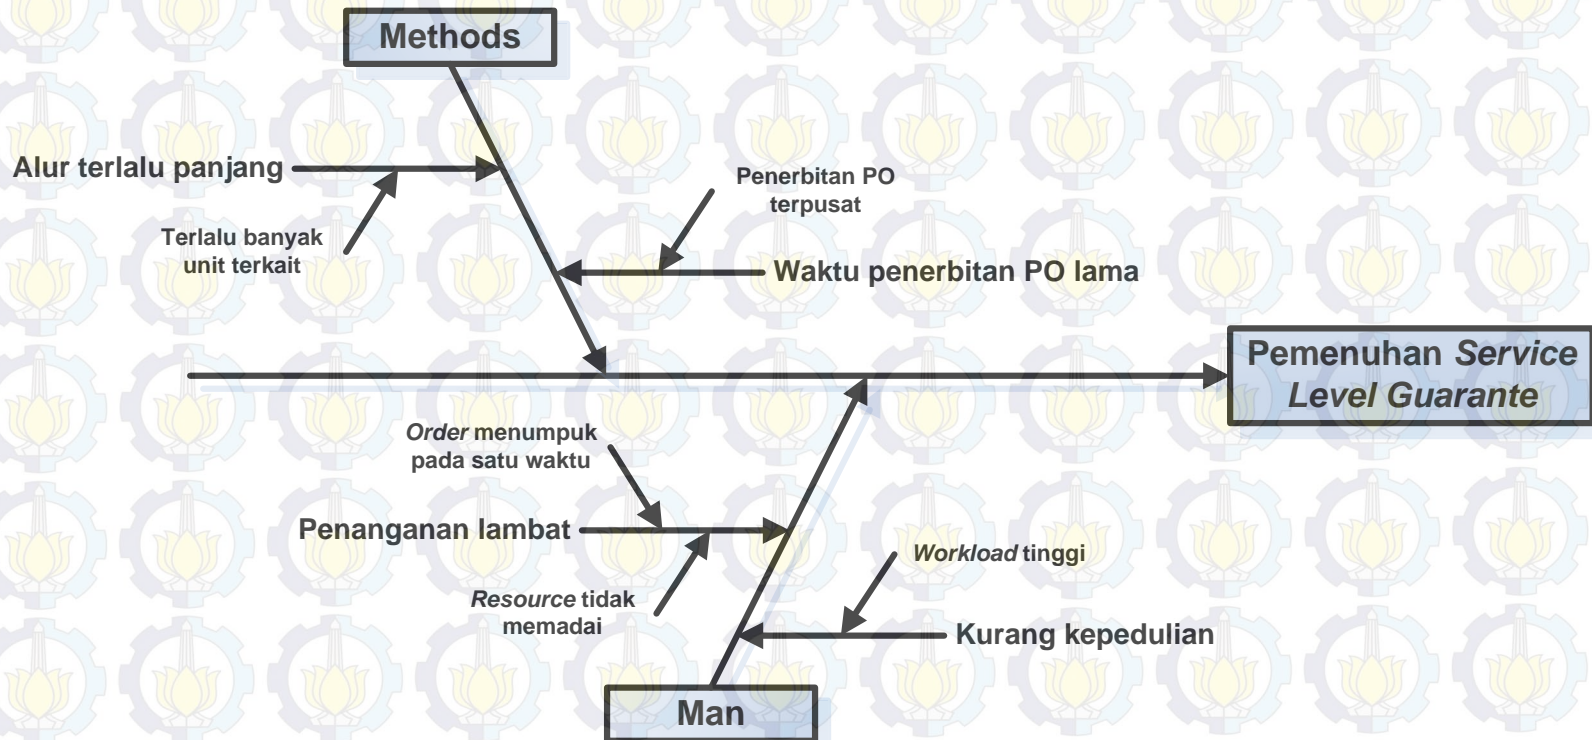 Methods
Alur terlalu panjang
Terlalu banyak
unit terkait
Penerbitan PO
terpusat
Waktu penerbitan PO lama
Pemenuhan Service
Level Guarante
Order menumpuk
pada satu waktu
Penanganan lambat
Resource tidak
memadai
Workload tinggi
Kurang kepedulian
Man